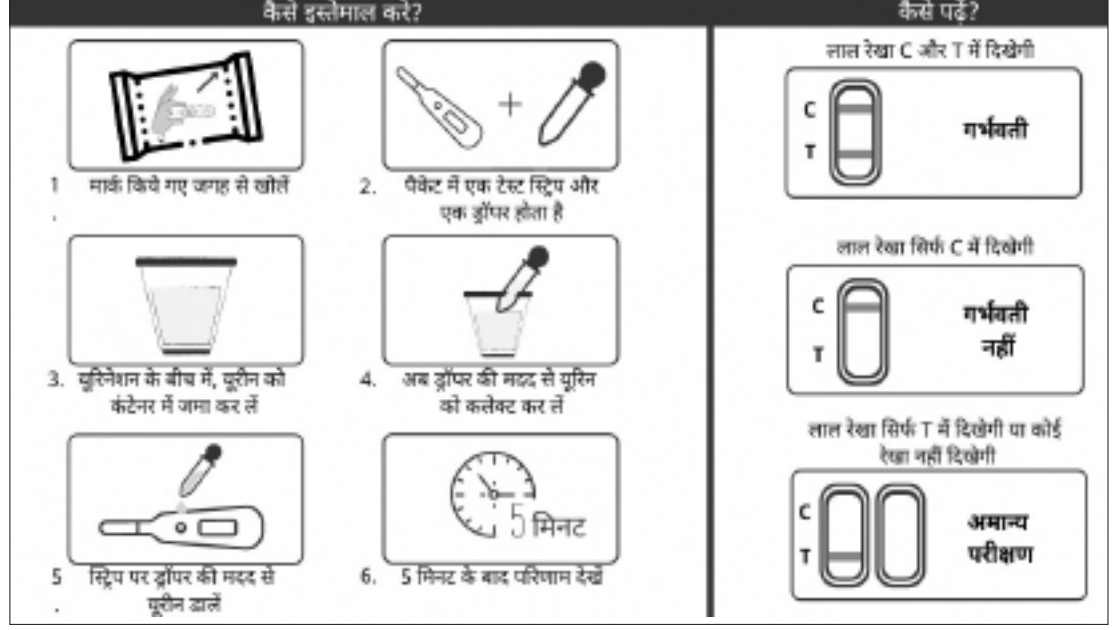 कैसे इस्तेमाल करे?
1. मार्क किये गए जगह से खोलें
2. पैकेट में एक टेस्ट स्ट्रिप और
एक ड्रॉपर होता है
3. यूरिनेशन के बीच में, यूरीन को
कंटेनर में जमा कर लें
4. अब ड्रॉपर की मदद से यूरिन
को कलेक्ट कर लें
5. स्ट्रिप पर ड्रॉपर की मदद से
यूरीन डालें
5 मिनट
6. 5 मिनट के बाद परिणाम देखें
कैसे पढ़ें?
लाल रेखा C और T में दिखेगी
C
गर्भवती
T
लाल रेखा सिर्फ C में दिखेगी
C
गर्भवती
T
नहीं
लाल रेखा सिर्फ T में दिखेगी या कोई
रेखा नहीं दिखेगी
C
अमान्य
T
परीक्षण